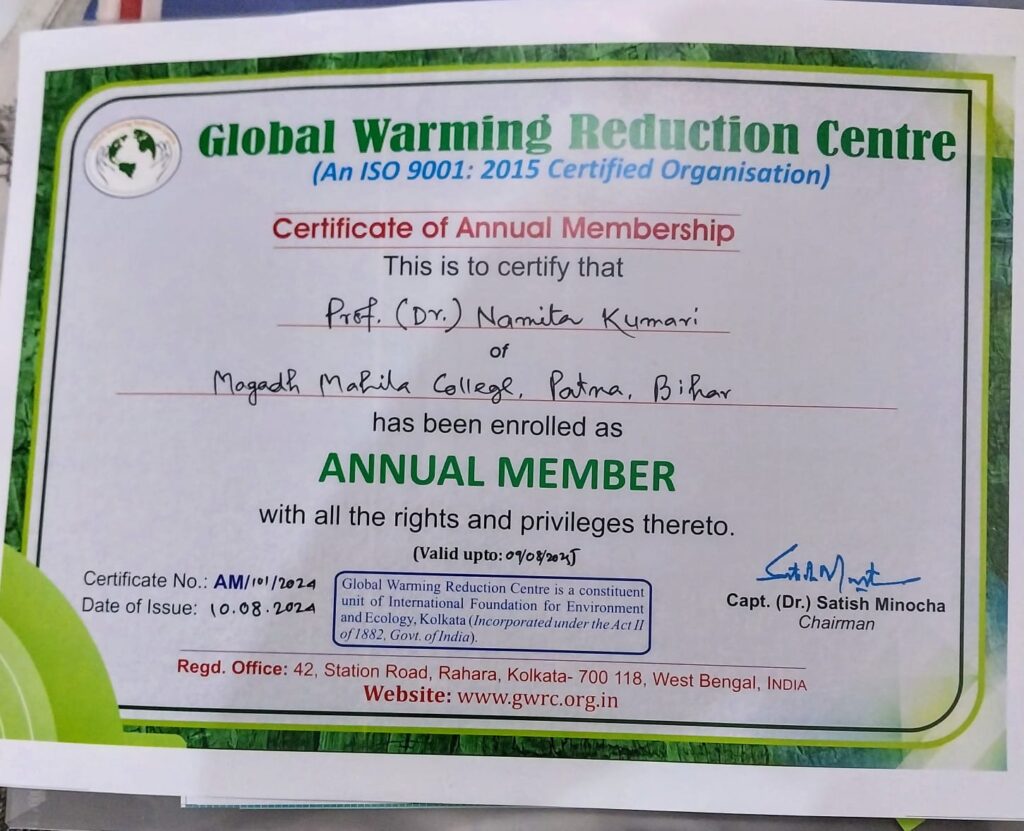 Global Warming Reduction Centre
(An ISO 9001: 2015 Certified Organisation)
Certificate of Annual Membership
This is to certify that
Prof. (Dr.) Namita Kumari
of
Magadh Mahila College, Patna, Bihar
has been enrolled as
ANNUAL MEMBER
with all the rights and privileges thereto.
(Valid upto: 09/08/2025)
Certificate No.: AM/101/2024
Date of Issue: 10.08.2024
Global Warming Reduction Centre is a constituent
unit of International Foundation for Environment
and Ecology, Kolkata (Incorporated under the Act II
of 1882, Govt. of India).
Capt. (Dr.) Satish Minocha
Chairman
Regd. Office: 42, Station Road, Rahara, Kolkata- 700 118, West Bengal, INDIA
Website: www.gwrc.org.in